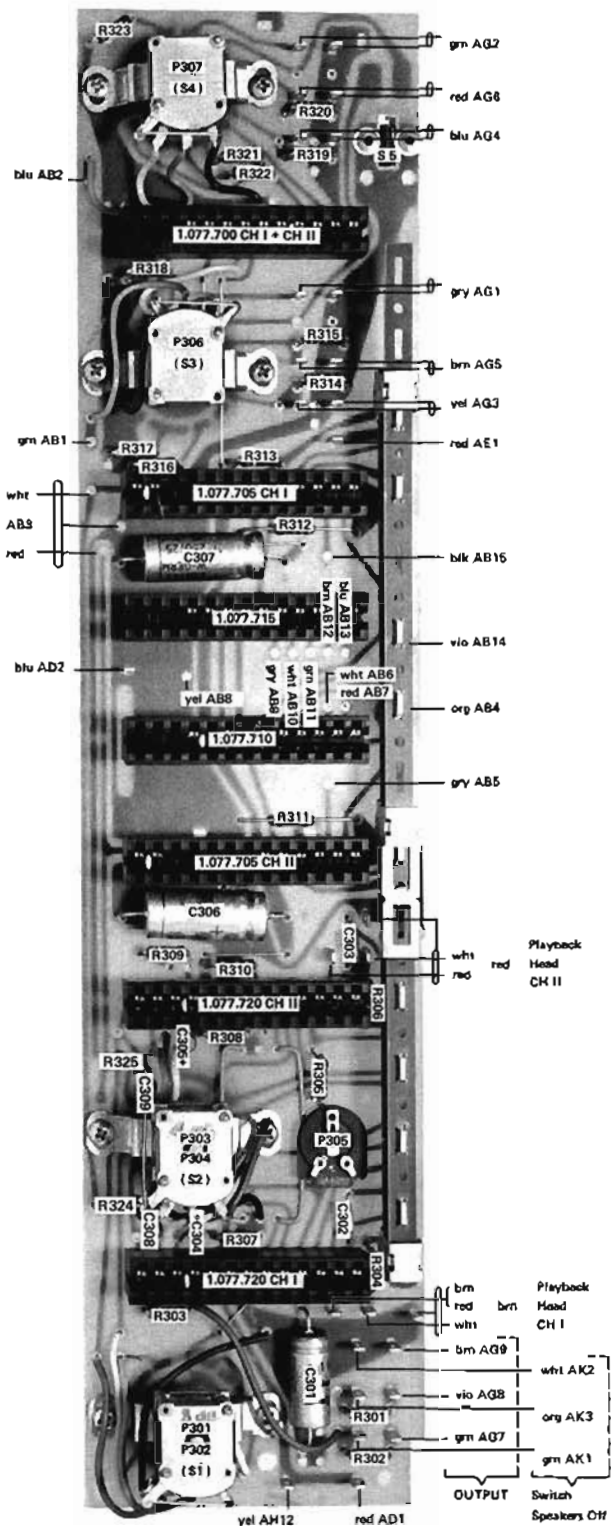 R323
grn AG2
P307
(S4)
red AG6
R320
blu AG4
R319
S5
R321
R322
blu AB2
1.077.700 CH I + CH II
R318
gry AG1
R315
P306
(S3)
brn AG5
R314
yel AG3
grn AB1
red AE1
R317
R316
R313
wht
1.077.705 CH I
AB3
R312
red
C307
blk AB15
1.077.715
brn AB12
blu AB13
vio AB14
blu AD2
yel AB8
gry AB9
wht AB10
grn AB11
wht AB6
red AB7
org AB4
1.077.710
gry AB5
R311
1.077.705 CH II
C306
C303
R309
R310
wht
red
red
Playback
Head
CH II
1.077.720 CH II
R306
C305+
R308
R325
C309
R305
P303
P304
(S2)
P305
R324
C308
+C304
R307
C302
R304
1.077.720 CH I
R303
brn
red
wht
brn
Playback
Head
CH I
brn AG9
wht AK2
C301
vio AG8
R301
org AK3
P301
P302
(S1)
grn AG7
R302
grn AK1
OUTPUT
Switch
Speakers Off
yel AH12
red AD1